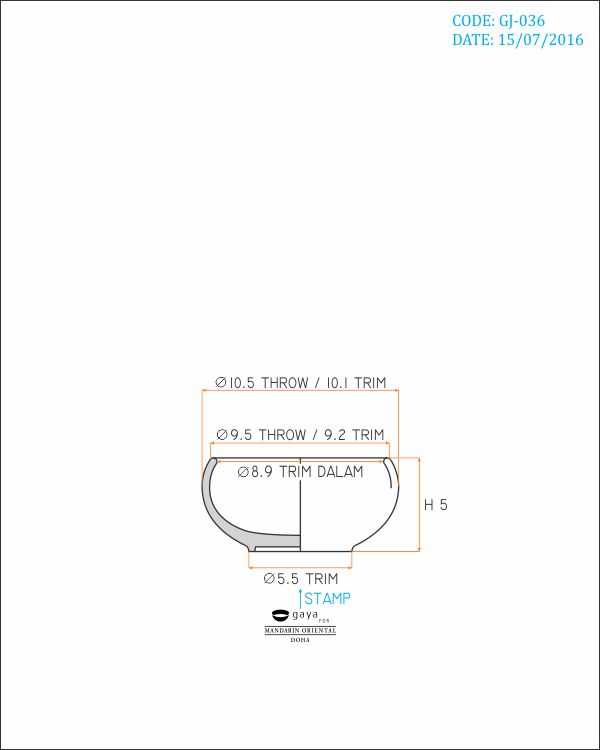 CODE: GJ-036
DATE: 15/07/2016
∅10.5 THROW / 10.1 TRIM
∅9.5 THROW / 9.2 TRIM
∅8.9 TRIM DALAM
H 5
∅5.5 TRIM
STAMP
gaya
FOR
MANDARIN ORIENTAL
DOHA